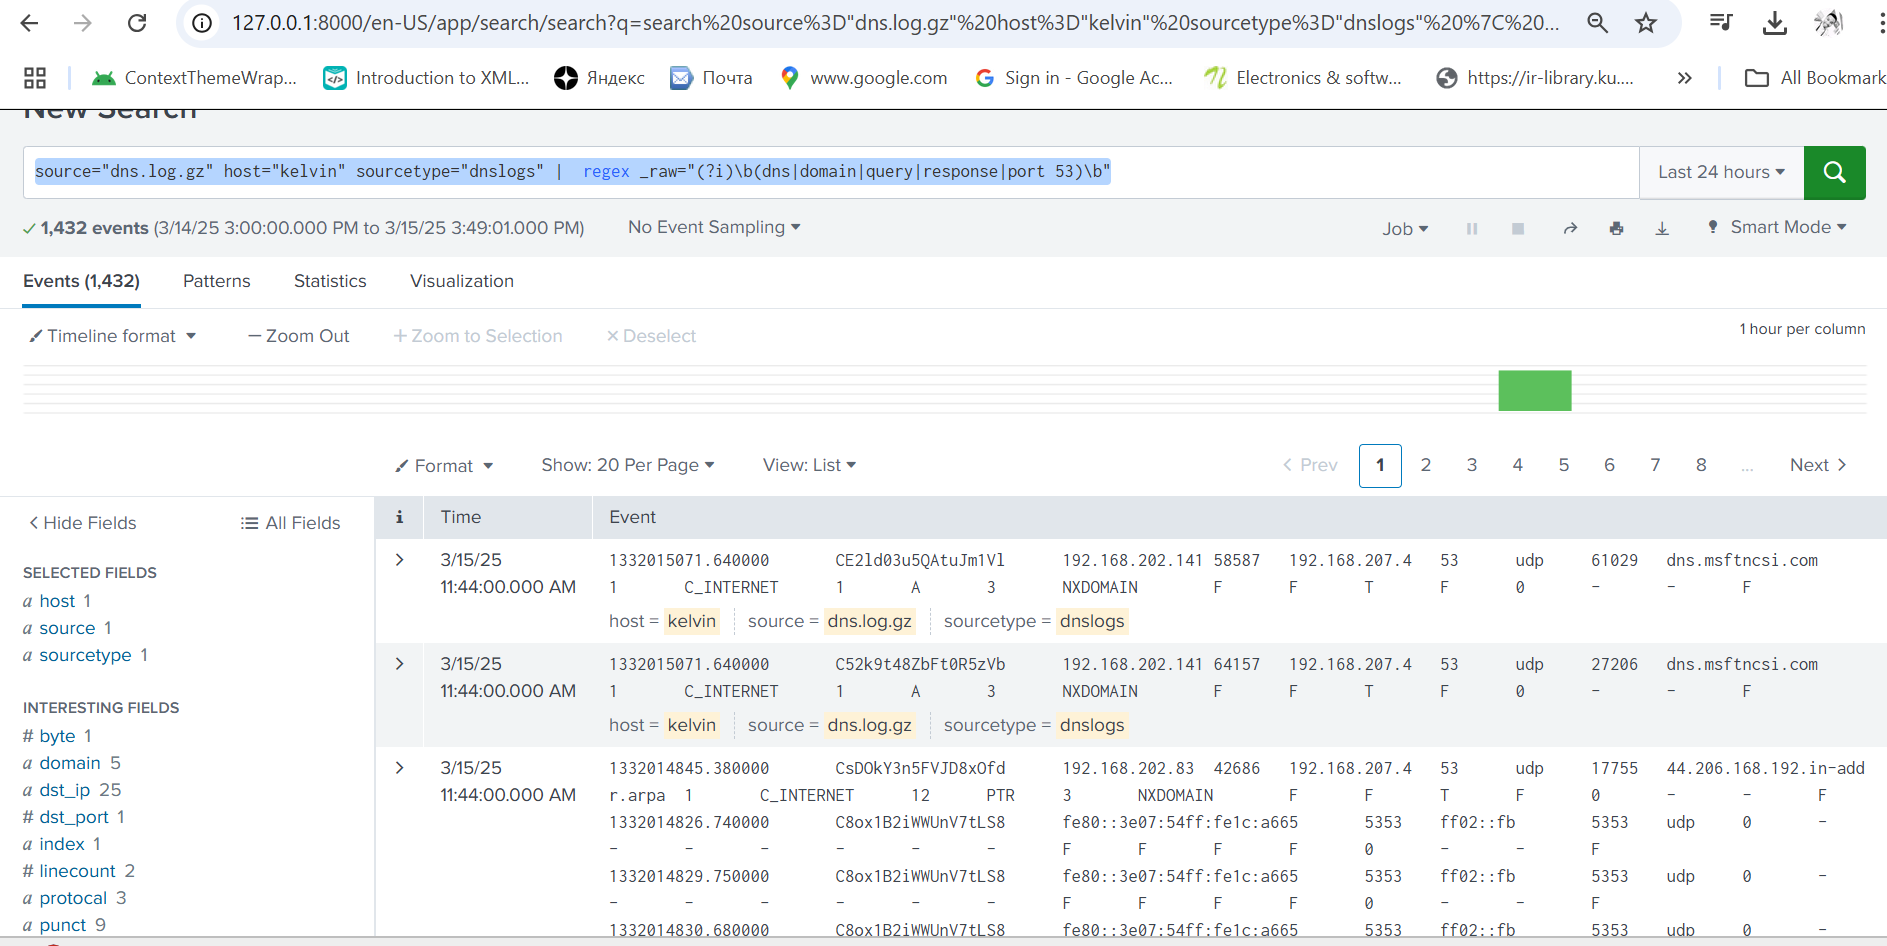 127.0.0.1:8000/en-US/app/search/search?q=search%20source%3D"dns.log.gz"%20host%3D"kelvin"%20sourcetype%3D"dnslogs"%20%7C%20...
ContextThemeWrap... Introduction to XML... Яндекс Почта www.google.com Sign in - Google Ac... Electronics & softw... https://ir-library.ku.... » All Bookmark
New Search
source="dns.log.gz" host="kelvin" sourcetype="dnslogs" | regex _raw="(?i)\b(dns|domain|query|response|port 53)\b" Last 24 hours
1,432 events (3/14/25 3:00:00.000 PM to 3/15/25 3:49:01.000 PM) No Event Sampling Job Smart Mode
Events (1,432) Patterns Statistics Visualization
Timeline format — Zoom Out + Zoom to Selection × Deselect 1 hour per column
Format Show: 20 Per Page View: List < Prev 1 2 3 4 5 6 7 8 ... Next >
< Hide Fields All Fields i Time Event
SELECTED FIELDS
a host 1
a source 1
a sourcetype 1
INTERESTING FIELDS
# byte 1
a domain 5
a dst_ip 25
# dst_port 1
a index 1
# linecount 2
a protocal 3
a punct 9
> 3/15/25 1332015071.640000 CE2ld03u5QAtuJm1Vl 192.168.202.141 58587 192.168.207.4 53 udp 61029 dns.msftncsi.com
11:44:00.000 AM 1 C_INTERNET 1 A 3 NXDOMAIN F F T F 0 - - F
host = kelvin source = dns.log.gz sourcetype = dnslogs
> 3/15/25 1332015071.640000 C52k9t48ZbFt0R5zVb 192.168.202.141 64157 192.168.207.4 53 udp 27206 dns.msftncsi.com
11:44:00.000 AM 1 C_INTERNET 1 A 3 NXDOMAIN F F T F 0 - - F
host = kelvin source = dns.log.gz sourcetype = dnslogs
> 3/15/25 1332014845.380000 CsDOkY3n5FVJD8xOfd 192.168.202.83 42686 192.168.207.4 53 udp 17755 44.206.168.192.in-add
11:44:00.000 AM r.arpa 1 C_INTERNET 12 PTR 3 NXDOMAIN F F T F 0 - - F
1332014826.740000 C8ox1B2iWWUnV7tLS8 fe80::3e07:54ff:fe1c:a665 5353 ff02::fb 5353 udp 0 -
- - - - - - F F F F 0 - - F
1332014829.750000 C8ox1B2iWWUnV7tLS8 fe80::3e07:54ff:fe1c:a665 5353 ff02::fb 5353 udp 0 -
- - - - - - F F F F 0 - - F
1332014830.680000 C8ox1B2iWWUnV7tLS8 fe80::3e07:54ff:fe1c:a665 5353 ff02::fb 5353 udp 0 -